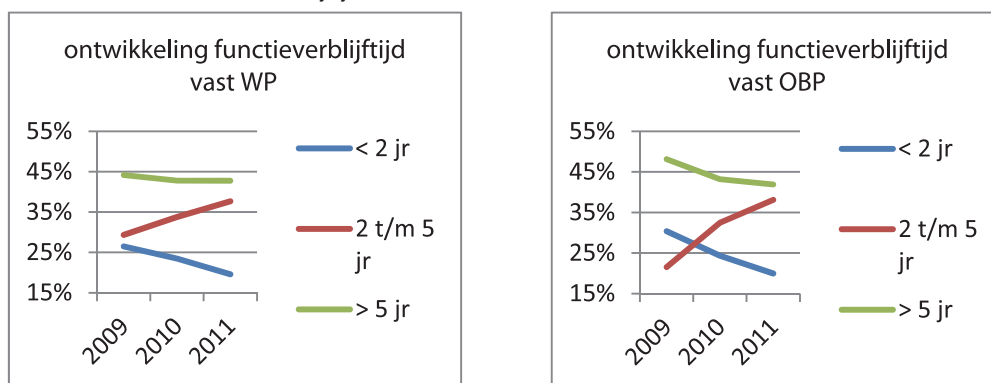 ontwikkeling functieverblijftijd
vast WP
55%
45%
35%
25%
15%
2009
2010
2011
< 2 jr
2 t/m 5
jr
> 5 jr
ontwikkeling functieverblijftijd
vast OBP
55%
45%
35%
25%
15%
2009
2010
2011
< 2 jr
2 t/m 5
jr
> 5 jr